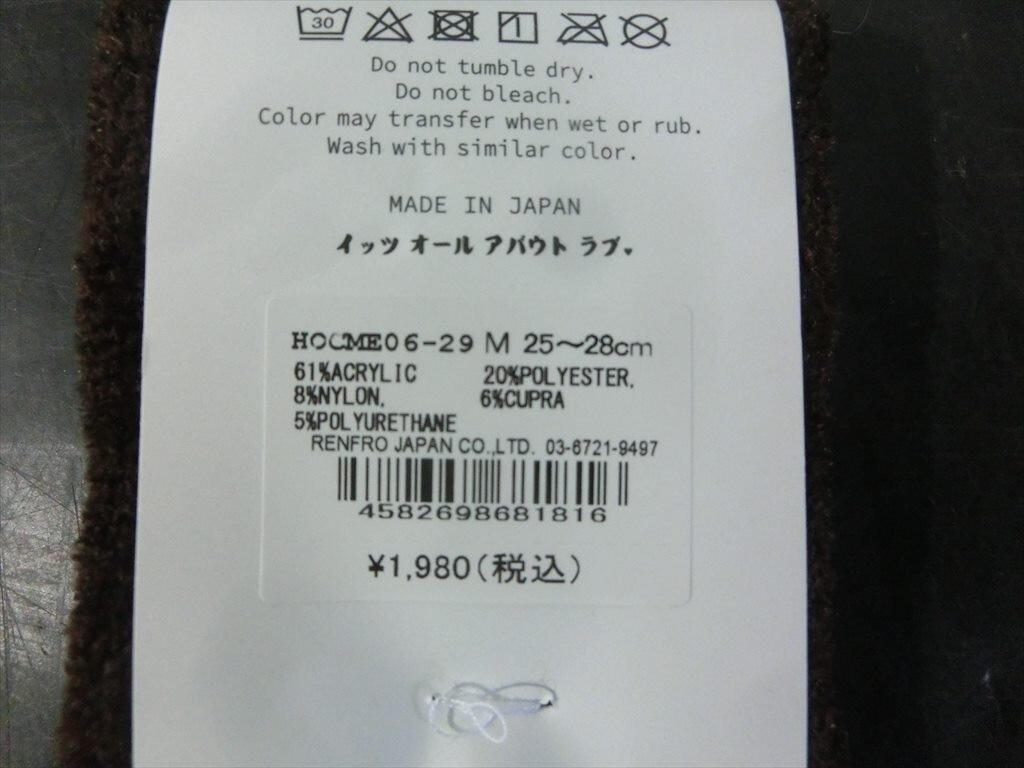 30
Do not tumble dry.
Do not bleach.
Color may transfer when wet or rub.
Wash with similar color.
MADE IN JAPAN
イッツ オール アバウト ラブ♥
HOCME06-29 M 25〜28cm
61%ACRYLIC 20%POLYESTER,
8%NYLON, 6%CUPRA
5%POLYURETHANE
RENFRO JAPAN CO.,LTD. 03-6721-9497
4582698681816
¥1,980(税込)